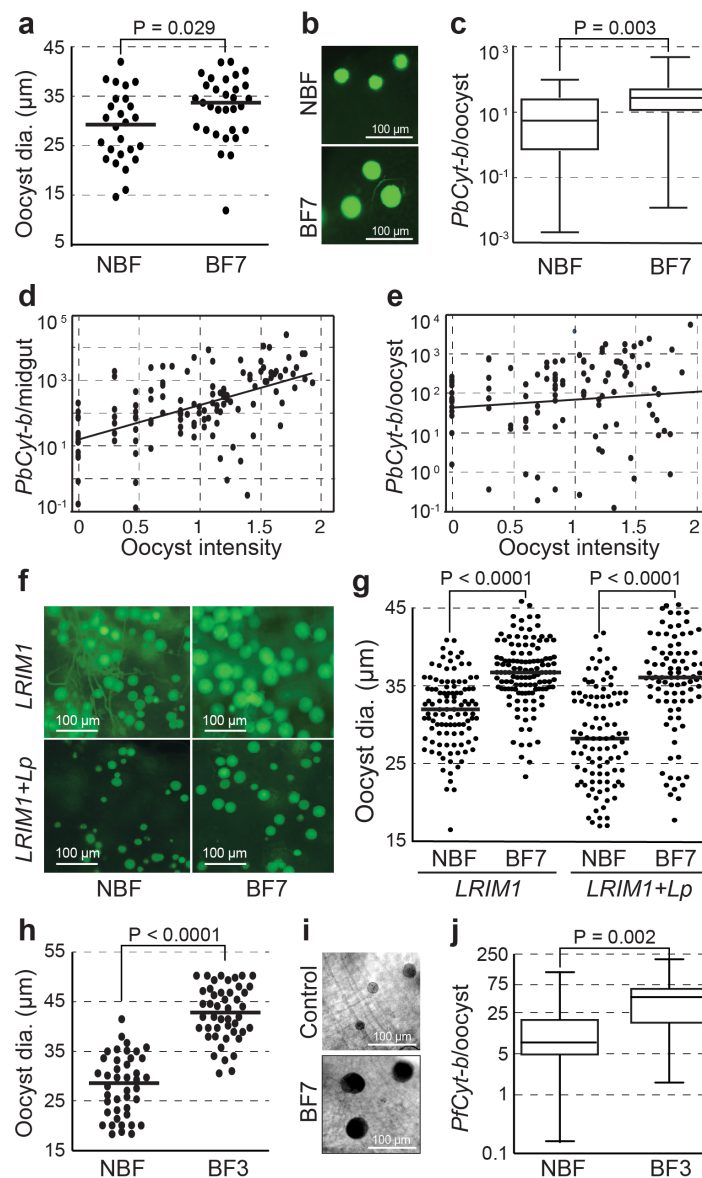 a
P = 0.029
Oocyst dia. (µm)
45
35
25
15
5
NBF
BF7
b
NBF
100 µm
BF7
100 µm
c
P = 0.003
PbCyt-b/oocyst
10³
10¹
10⁻¹
10⁻³
NBF
BF7
d
PbCyt-b/midgut
10⁵
10³
10¹
10⁻¹
0
0.5
1
1.5
2
Oocyst intensity
e
PbCyt-b/oocyst
10⁴
10³
10²
10¹
10⁰
10⁻¹
0
0.5
1.0
1.5
2
Oocyst intensity
f
LRIM1
100 µm
100 µm
LRIM1+Lp
100 µm
100 µm
NBF
BF7
g
P < 0.0001
P < 0.0001
Oocyst dia. (µm)
45
35
25
15
NBF
BF7
NBF
BF7
LRIM1
LRIM1+Lp
h
P < 0.0001
Oocyst dia. (µm)
55
45
35
25
15
NBF
BF3
i
Control
100 µm
BF7
100 µm
j
P = 0.002
PfCyt-b/oocyst
250
75
25
5
1
0.1
NBF
BF3